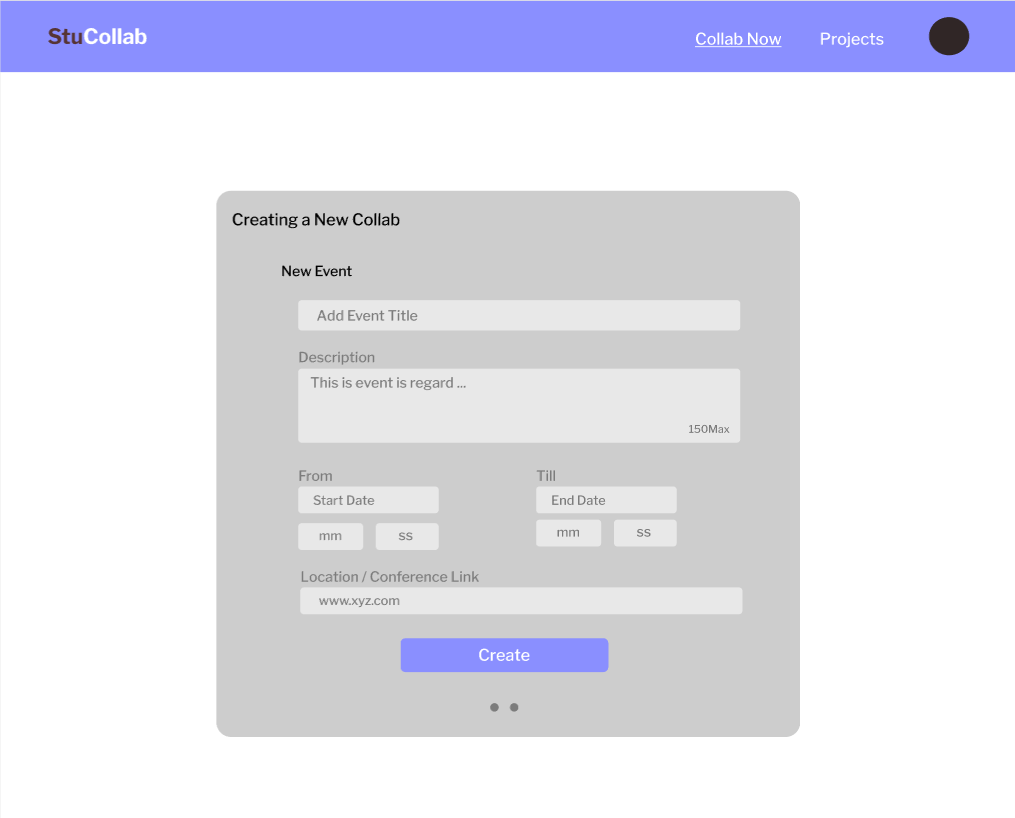 StuCollab
Collab Now
Projects
Creating a New Collab
New Event
Add Event Title
Description
This is event is regard ...
150Max
From
Till
Start Date
End Date
mm
ss
mm
ss
Location / Conference Link
www.xyz.com
Create